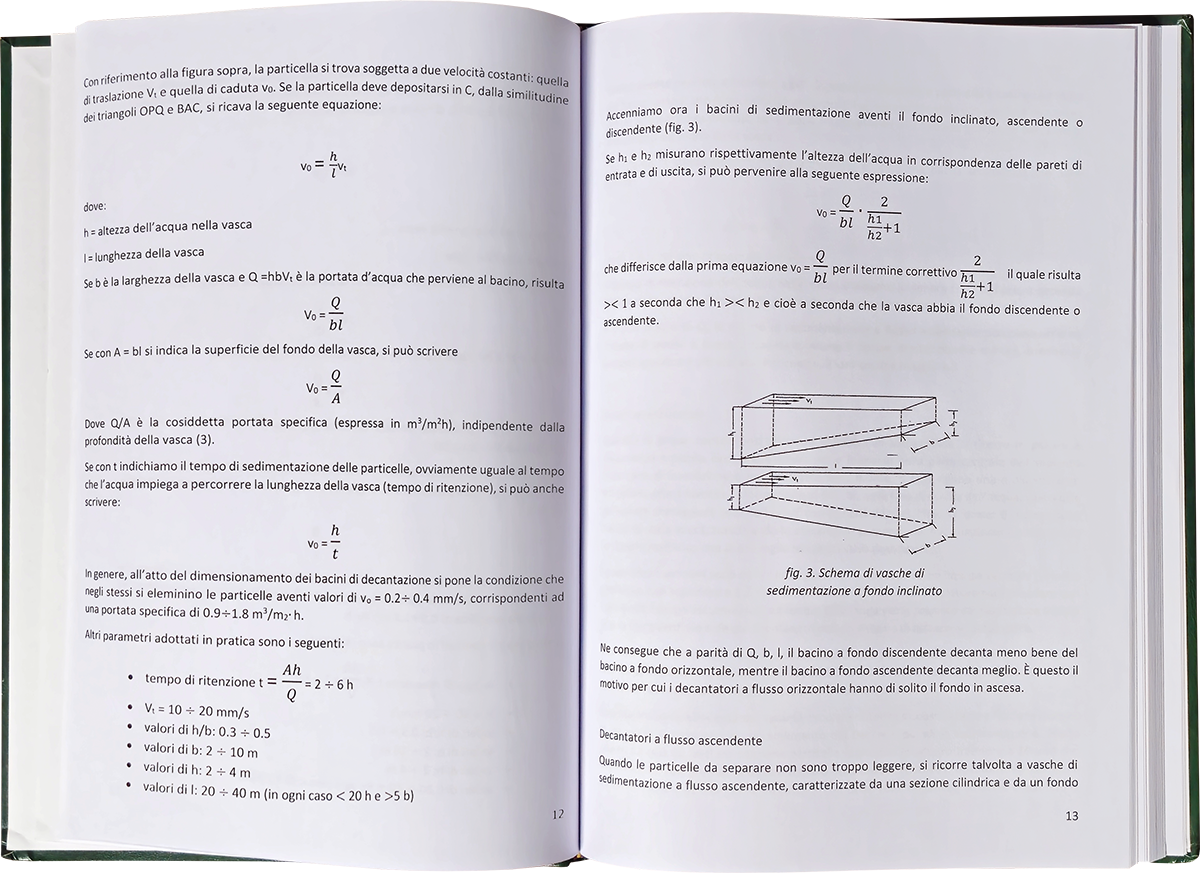 Con riferimento alla figura sopra, la particella si trova soggetta a due velocità costanti: quella
di traslazione Vₜ e quella di caduta v₀. Se la particella deve depositarsi in C, dalla similitudine
dei triangoli OPQ e BAC, si ricava la seguente equazione:
v₀ = h/l vₜ
dove:
h = altezza dell'acqua nella vasca
l = lunghezza della vasca
Se b è la larghezza della vasca e Q =hbVₜ è la portata d'acqua che perviene al bacino, risulta
V₀ = Q/bl
Se con A = bl si indica la superficie del fondo della vasca, si può scrivere
V₀ = Q/A
Dove Q/A è la cosiddetta portata specifica (espressa in m³/m²h), indipendente dalla
profondità della vasca (3).
Se con t indichiamo il tempo di sedimentazione delle particelle, ovviamente uguale al tempo
che l'acqua impiega a percorrere la lunghezza della vasca (tempo di ritenzione), si può anche
scrivere:
v₀ = h/t
In genere, all'atto del dimensionamento dei bacini di decantazione si pone la condizione che
negli stessi si eleminino le particelle aventi valori di v₀ = 0.2÷ 0.4 mm/s, corrispondenti ad
una portata specifica di 0.9÷1.8 m³/m₂· h.
Altri parametri adottati in pratica sono i seguenti:
• tempo di ritenzione t = Ah/Q = 2 ÷ 6 h
• Vₜ = 10 ÷ 20 mm/s
• valori di h/b: 0.3 ÷ 0.5
• valori di b: 2 ÷ 10 m
• valori di h: 2 ÷ 4 m
• valori di l: 20 ÷ 40 m (in ogni caso < 20 h e >5 b)
12
Accenniamo ora i bacini di sedimentazione aventi il fondo inclinato, ascendente o
discendente (fig. 3).
Se h₁ e h₂ misurano rispettivamente l'altezza dell'acqua in corrispondenza delle pareti di
entrata e di uscita, si può pervenire alla seguente espressione:
v₀ = Q/bl · 2/(h1/h2+1)
che differisce dalla prima equazione v₀ = Q/bl per il termine correttivo 2/(h1/h2+1) il quale risulta
>< 1 a seconda che h₁ >< h₂ e cioè a seconda che la vasca abbia il fondo discendente o
ascendente.
vₜ
b
l
vₜ
b
fig. 3. Schema di vasche di
sedimentazione a fondo inclinato
Ne consegue che a parità di Q, b, l, il bacino a fondo discendente decanta meno bene del
bacino a fondo orizzontale, mentre il bacino a fondo ascendente decanta meglio. È questo il
motivo per cui i decantatori a flusso orizzontale hanno di solito il fondo in ascesa.
Decantatori a flusso ascendente
Quando le particelle da separare non sono troppo leggere, si ricorre talvolta a vasche di
sedimentazione a flusso ascendente, caratterizzate da una sezione cilindrica e da un fondo
13